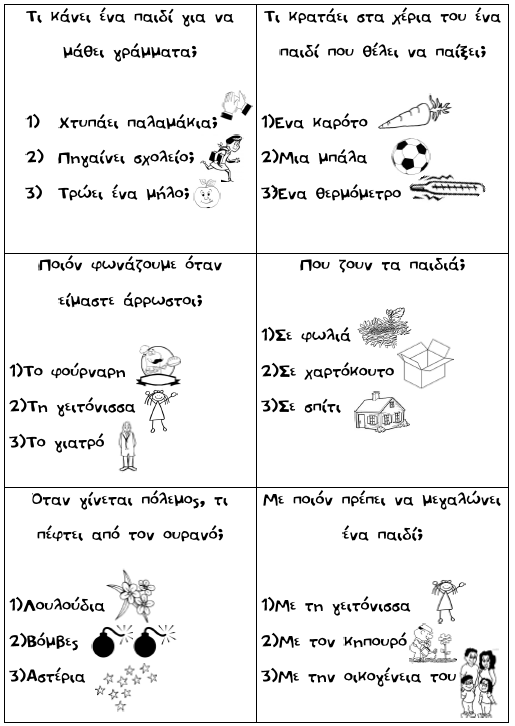 Τι κάνει ένα παιδί για να
μάθει γράμματα;
1) Χτυπάει παλαμάκια;
2) Πηγαίνει σχολείο;
3) Τρώει ένα μήλο;
Τι κρατάει στα χέρια του ένα
παιδί που θέλει να παίξει;
1)Ένα καρότο
2)Μια μπάλα
3)Ένα θερμόμετρο
Ποιόν φωνάζουμε όταν
είμαστε άρρωστοι;
1)Το φούρναρη
2)Τη γειτόνισσα
3)Το γιατρό
Που ζουν τα παιδιά;
1)Σε φωλιά
2)Σε χαρτόκουτο
3)Σε σπίτι
Όταν γίνεται πόλεμος, τι
πέφτει από τον ουρανό;
1)Λουλούδια
2)Βόμβες
3)Αστέρια
Με ποιόν πρέπει να μεγαλώνει
ένα παιδί;
1)Με τη γειτόνισσα
2)Με τον κηπουρό
3)Με την οικογένεια του